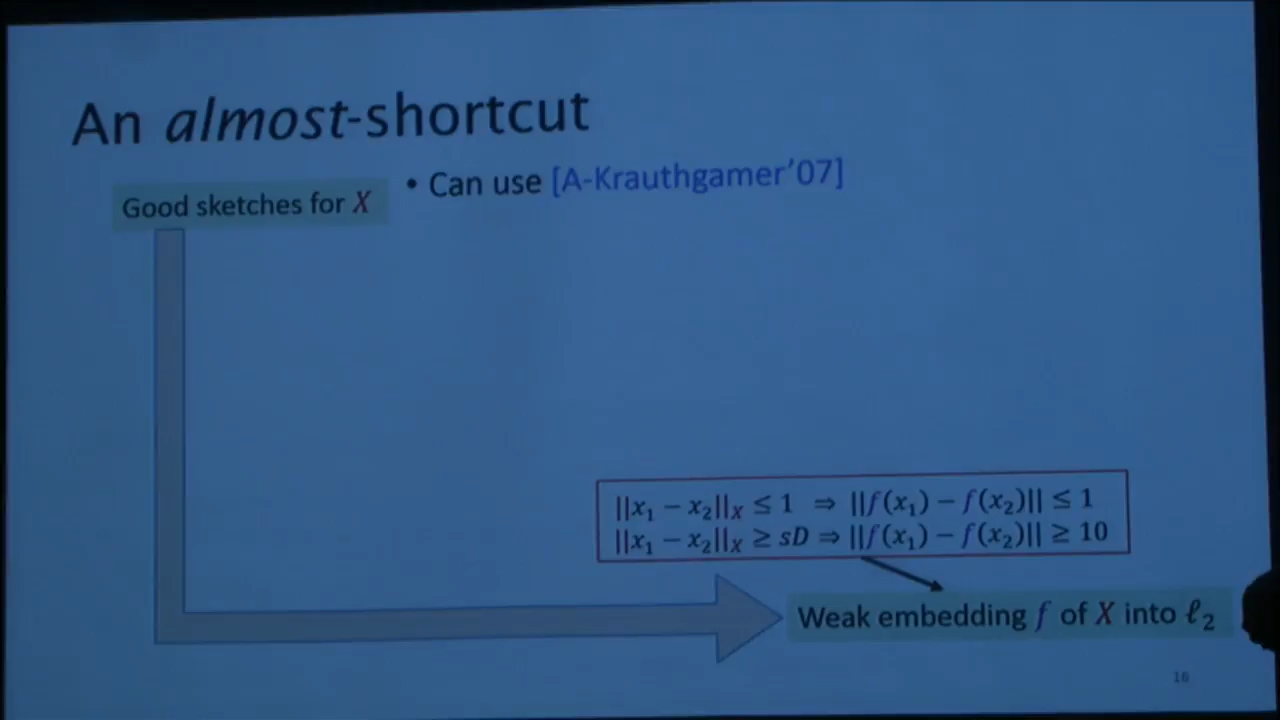 An almost-shortcut
Good sketches for X
• Can use [A-Krauthgamer’07]
||x₁ − x₂||_X ≤ 1 ⇒ ||f(x₁) − f(x₂)|| ≤ 1
||x₁ − x₂||_X ≥ sD ⇒ ||f(x₁) − f(x₂)|| ≥ 10
Weak embedding f of X into ℓ₂
16